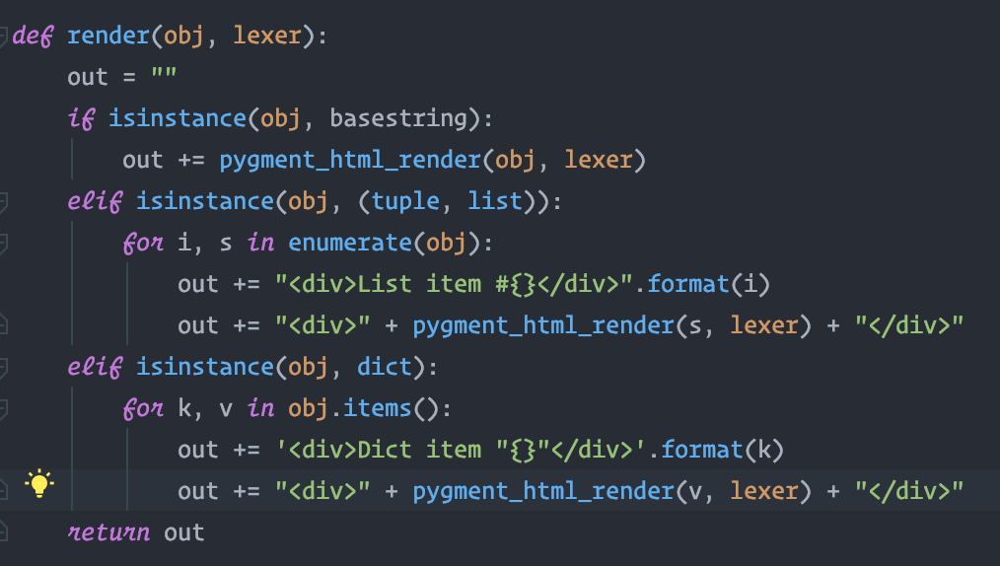 def render(obj, lexer):
    out = ""
    if isinstance(obj, basestring):
        out += pygment_html_render(obj, lexer)
    elif isinstance(obj, (tuple, list)):
        for i, s in enumerate(obj):
            out += "<div>List item #{}</div>".format(i)
            out += "<div>" + pygment_html_render(s, lexer) + "</div>"
    elif isinstance(obj, dict):
        for k, v in obj.items():
            out += '<div>Dict item "{}"</div>'.format(k)
            out += "<div>" + pygment_html_render(v, lexer) + "</div>"
    return out